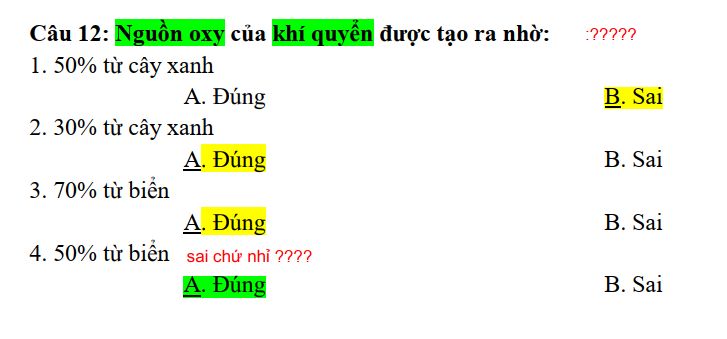 Câu 12: Nguồn oxy của khí quyển được tạo ra nhờ: :?????
1. 50% từ cây xanh
A. Đúng B. Sai
2. 30% từ cây xanh
A. Đúng B. Sai
3. 70% từ biển
A. Đúng B. Sai
4. 50% từ biển sai chứ nhỉ ????
A. Đúng B. Sai